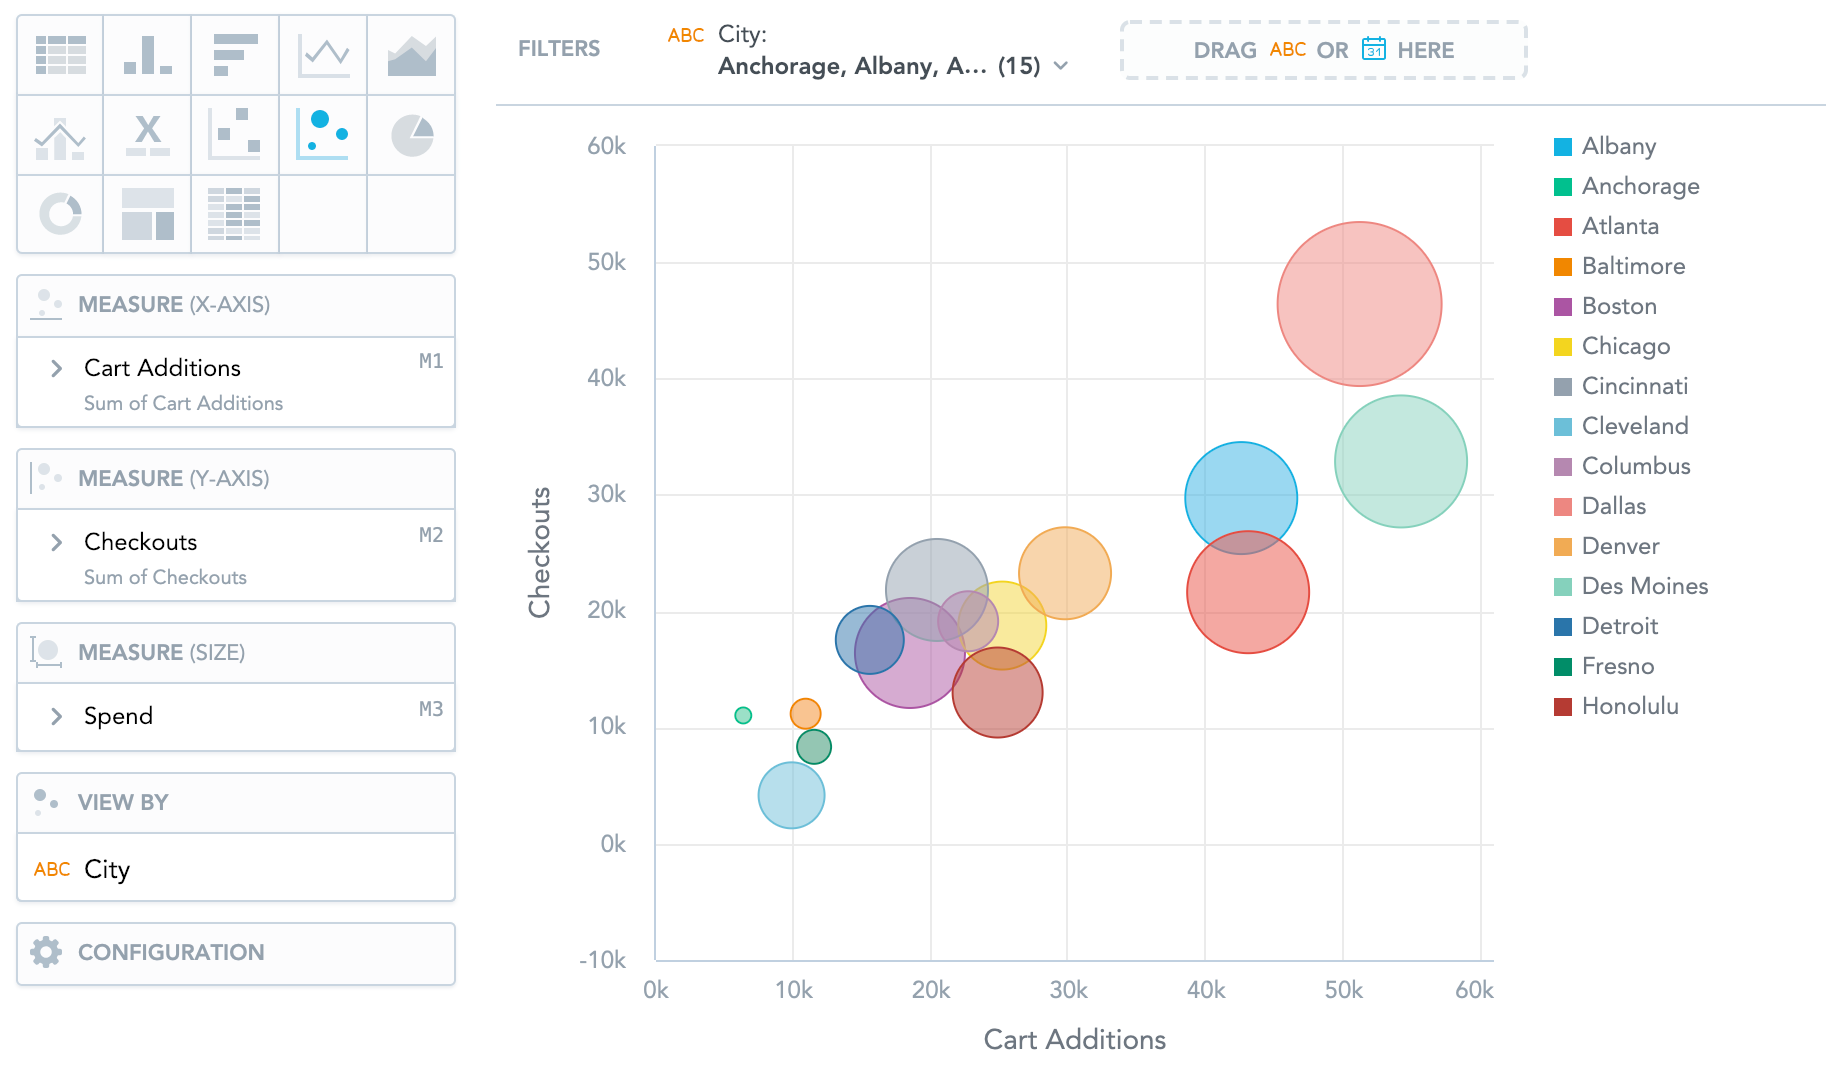 FILTERS
ABC City:
Anchorage, Albany, A... (15)
DRAG ABC OR 31 HERE
X
MEASURE (X-AXIS)
Cart Additions M1
Sum of Cart Additions
MEASURE (Y-AXIS)
Checkouts M2
Sum of Checkouts
MEASURE (SIZE)
Spend M3
VIEW BY
ABC City
CONFIGURATION
Checkouts
60k
50k
40k
30k
20k
10k
0k
-10k
0k 10k 20k 30k 40k 50k 60k
Cart Additions
Albany
Anchorage
Atlanta
Baltimore
Boston
Chicago
Cincinnati
Cleveland
Columbus
Dallas
Denver
Des Moines
Detroit
Fresno
Honolulu